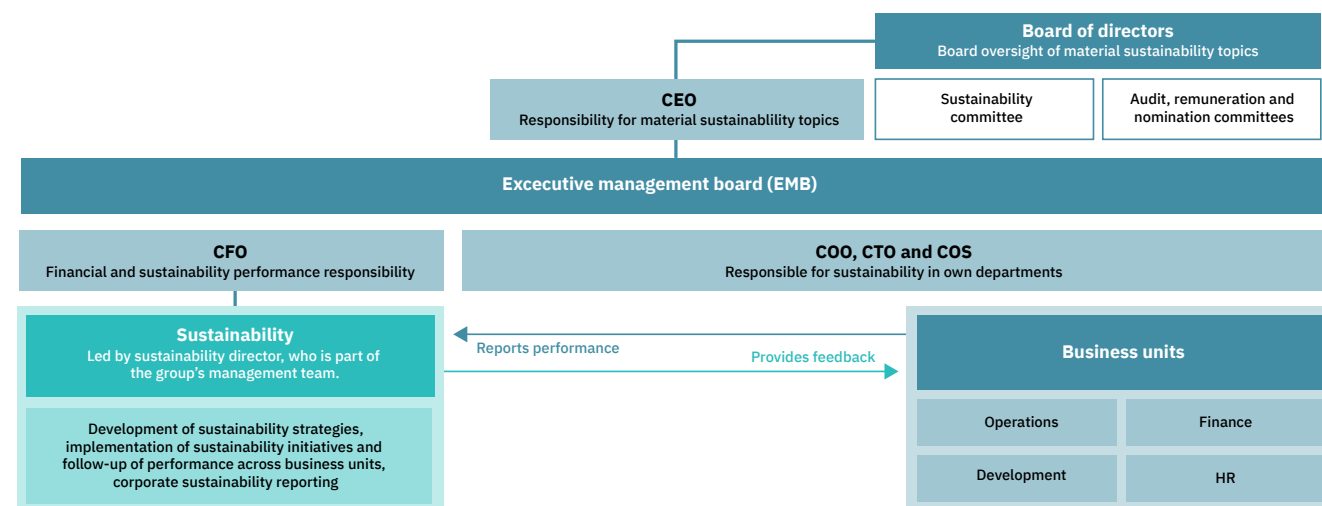 Board of directors
Board oversight of material sustainability topics
CEO
Responsibility for material sustainablility topics
Sustainability
committee
Audit, remuneration and
nomination committees
Excecutive management board (EMB)
CFO
Financial and sustainability performance responsibility
COO, CTO and COS
Responsible for sustainability in own departments
Sustainability
Led by sustainability director, who is part of
the group’s management team.
Development of sustainability strategies,
implementation of sustainability initiatives and
follow-up of performance across business units,
corporate sustainability reporting
Reports performance
Provides feedback
Business units
Operations
Finance
Development
HR